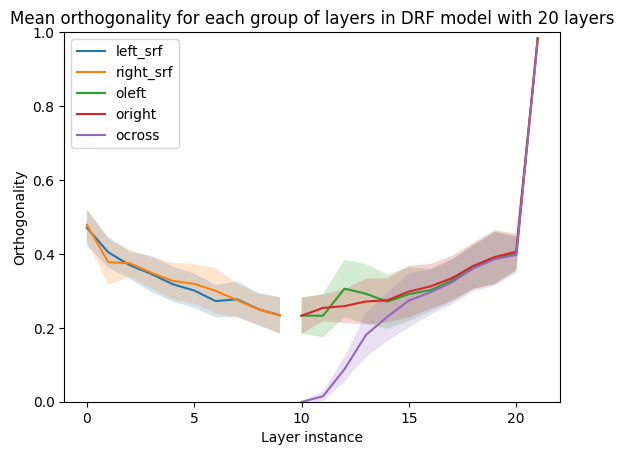 Mean orthogonality for each group of layers in DRF model with 20 layers
1.0
0.8
0.6
0.4
0.2
0.0
Orthogonality
left_srf
right_srf
oleft
oright
ocross
0 5 10 15 20
Layer instance